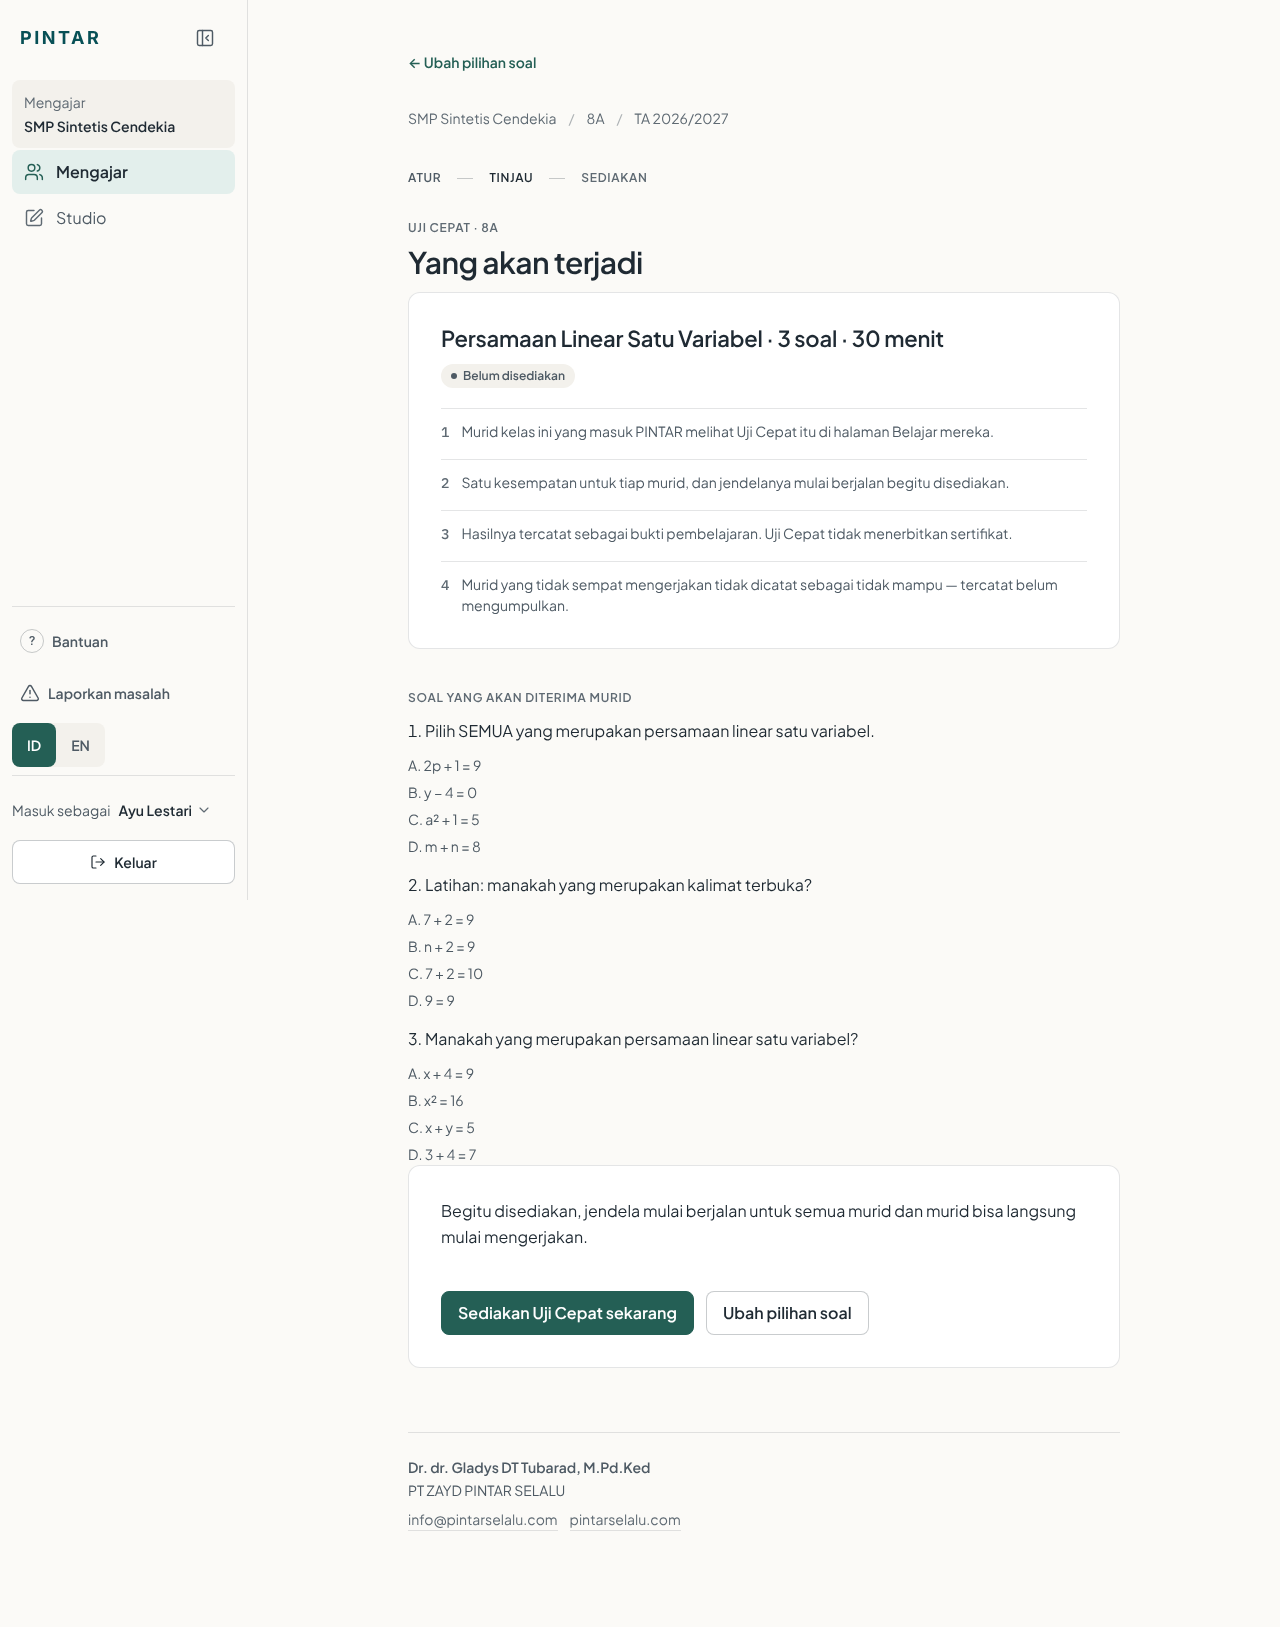 PINTAR
Mengajar
SMP Sintetis Cendekia
Mengajar
Studio
? Bantuan
Laporkan masalah
ID EN
Masuk sebagai Ayu Lestari
Keluar
← Ubah pilihan soal
SMP Sintetis Cendekia / 8A / TA 2026/2027
ATUR — TINJAU — SEDIAKAN
UJI CEPAT · 8A
Yang akan terjadi
Persamaan Linear Satu Variabel · 3 soal · 30 menit
• Belum disediakan
1 Murid kelas ini yang masuk PINTAR melihat Uji Cepat itu di halaman Belajar mereka.
2 Satu kesempatan untuk tiap murid, dan jendelanya mulai berjalan begitu disediakan.
3 Hasilnya tercatat sebagai bukti pembelajaran. Uji Cepat tidak menerbitkan sertifikat.
4 Murid yang tidak sempat mengerjakan tidak dicatat sebagai tidak mampu — tercatat belum
mengumpulkan.
SOAL YANG AKAN DITERIMA MURID
1. Pilih SEMUA yang merupakan persamaan linear satu variabel.
A. 2p + 1 = 9
B. y − 4 = 0
C. a² + 1 = 5
D. m + n = 8
2. Latihan: manakah yang merupakan kalimat terbuka?
A. 7 + 2 = 9
B. n + 2 = 9
C. 7 + 2 = 10
D. 9 = 9
3. Manakah yang merupakan persamaan linear satu variabel?
A. x + 4 = 9
B. x² = 16
C. x + y = 5
D. 3 + 4 = 7
Begitu disediakan, jendela mulai berjalan untuk semua murid dan murid bisa langsung
mulai mengerjakan.
Sediakan Uji Cepat sekarang Ubah pilihan soal
Dr. dr. Gladys DT Tubarad, M.Pd.Ked
PT ZAYD PINTAR SELALU
info@pintarselalu.com pintarselalu.com